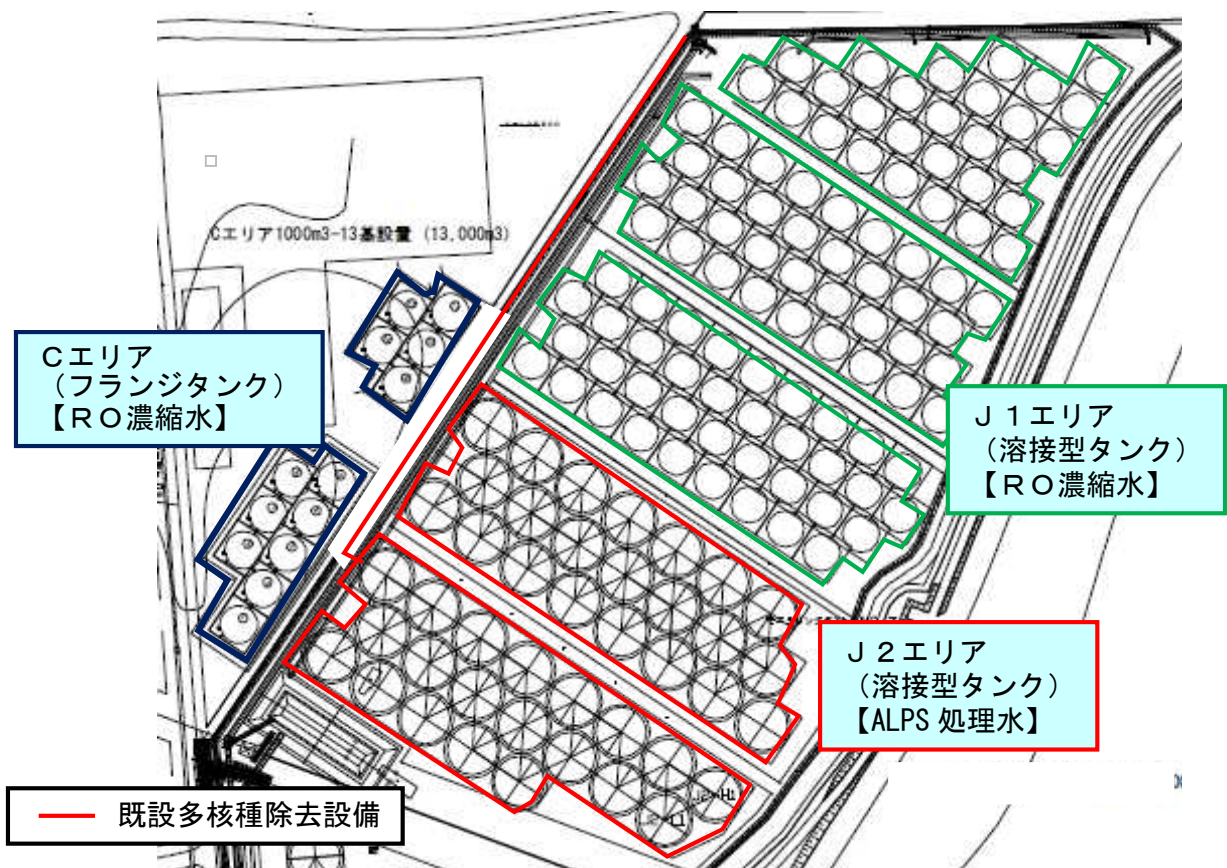 Cエリア1000m3-13基設置 (13,000m3)
Cエリア
(フランジタンク)
【RO濃縮水】
J1エリア
(溶接型タンク)
【RO濃縮水】
J2エリア
(溶接型タンク)
【ALPS 処理水】
既設多核種除去設備